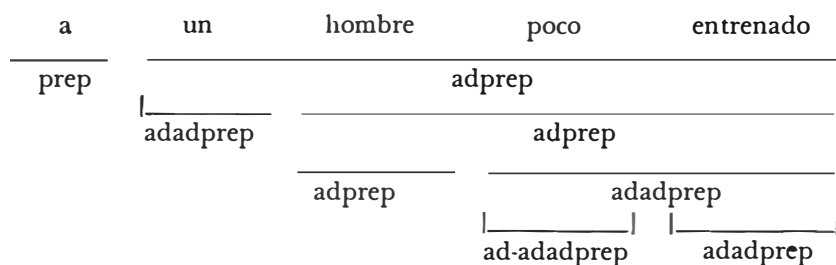 a un hombre poco entrenado
prep adprep
adadprep adprep
adprep adadprep
ad-adadprep adadprep